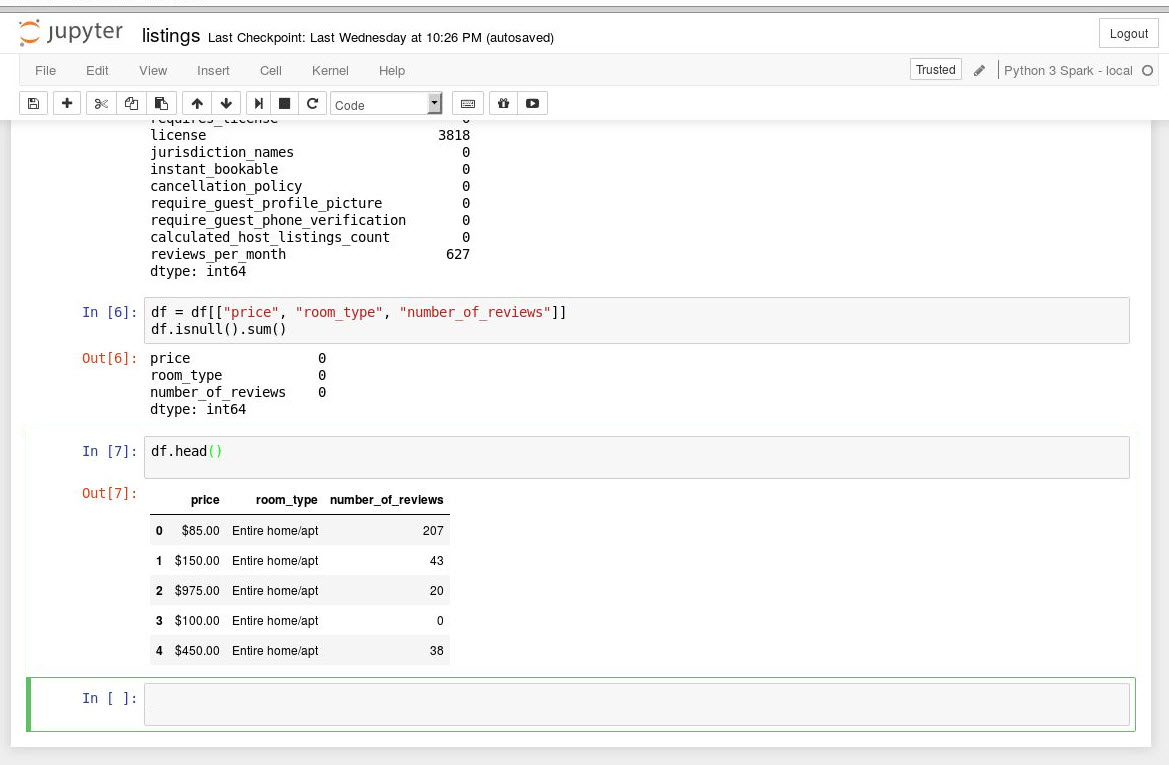 jupyter listings Last Checkpoint: Last Wednesday at 10:26 PM (autosaved) Logout
File Edit View Insert Cell Kernel Help Trusted Python 3 Spark - local
Code
requires_license 0
license 3818
jurisdiction_names 0
instant_bookable 0
cancellation_policy 0
require_guest_profile_picture 0
require_guest_phone_verification 0
calculated_host_listings_count 0
reviews_per_month 627
dtype: int64
In [6]: df = df[["price", "room_type", "number_of_reviews"]]
df.isnull().sum()
Out[6]: price 0
room_type 0
number_of_reviews 0
dtype: int64
In [7]: df.head()
Out[7]:
price room_type number_of_reviews
0 $85.00 Entire home/apt 207
1 $150.00 Entire home/apt 43
2 $975.00 Entire home/apt 20
3 $100.00 Entire home/apt 0
4 $450.00 Entire home/apt 38
In [ ]: